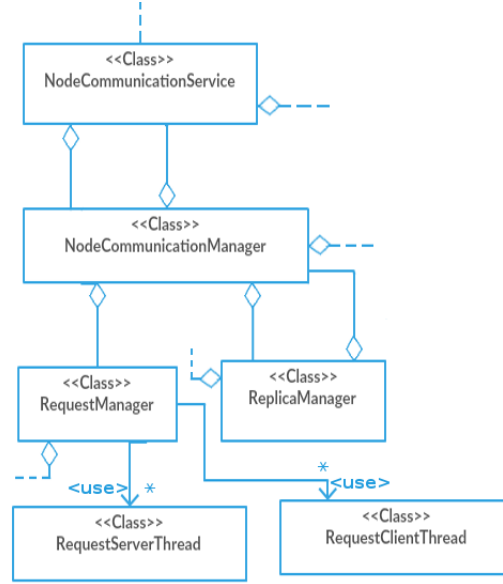 <<Class>>
NodeCommunicationService
<<Class>>
NodeCommunicationManager
<<Class>>
RequestManager
<<Class>>
ReplicaManager
<use> *
*
<use>
<<Class>>
RequestServerThread
<<Class>>
RequestClientThread